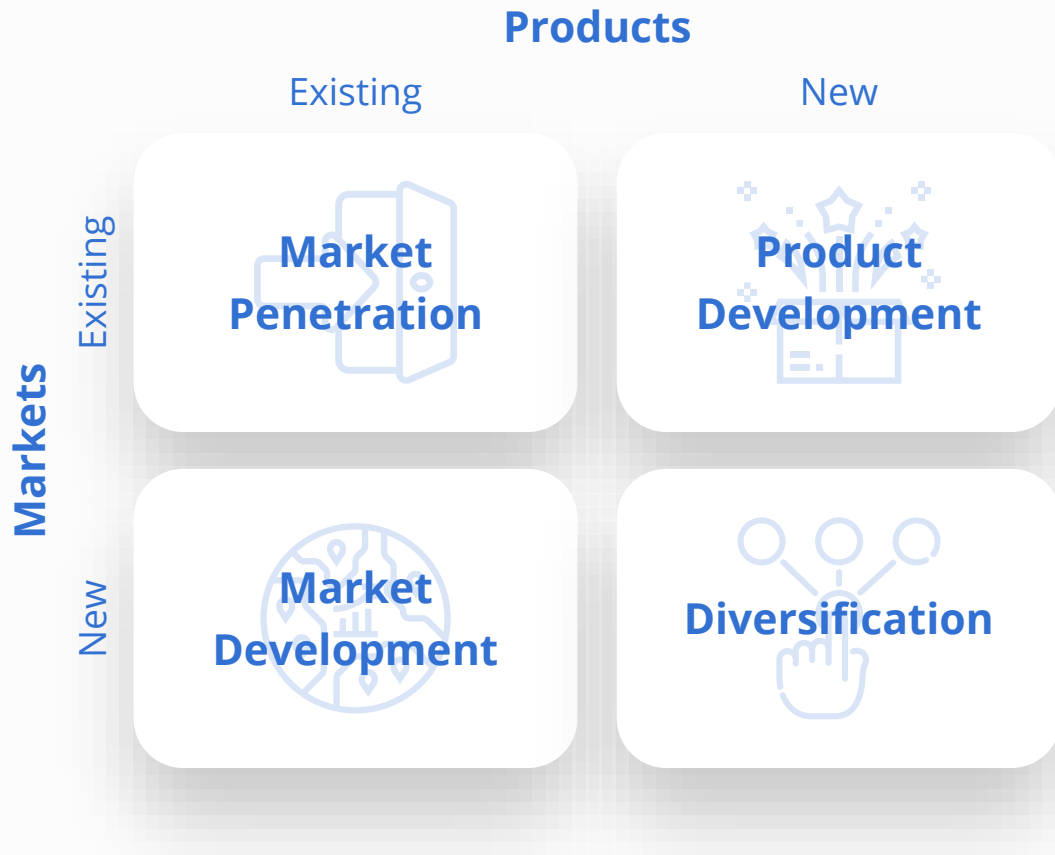 Products
Existing
New
Markets
Existing
Market
Penetration
Product
Development
New
Market
Development
Diversification